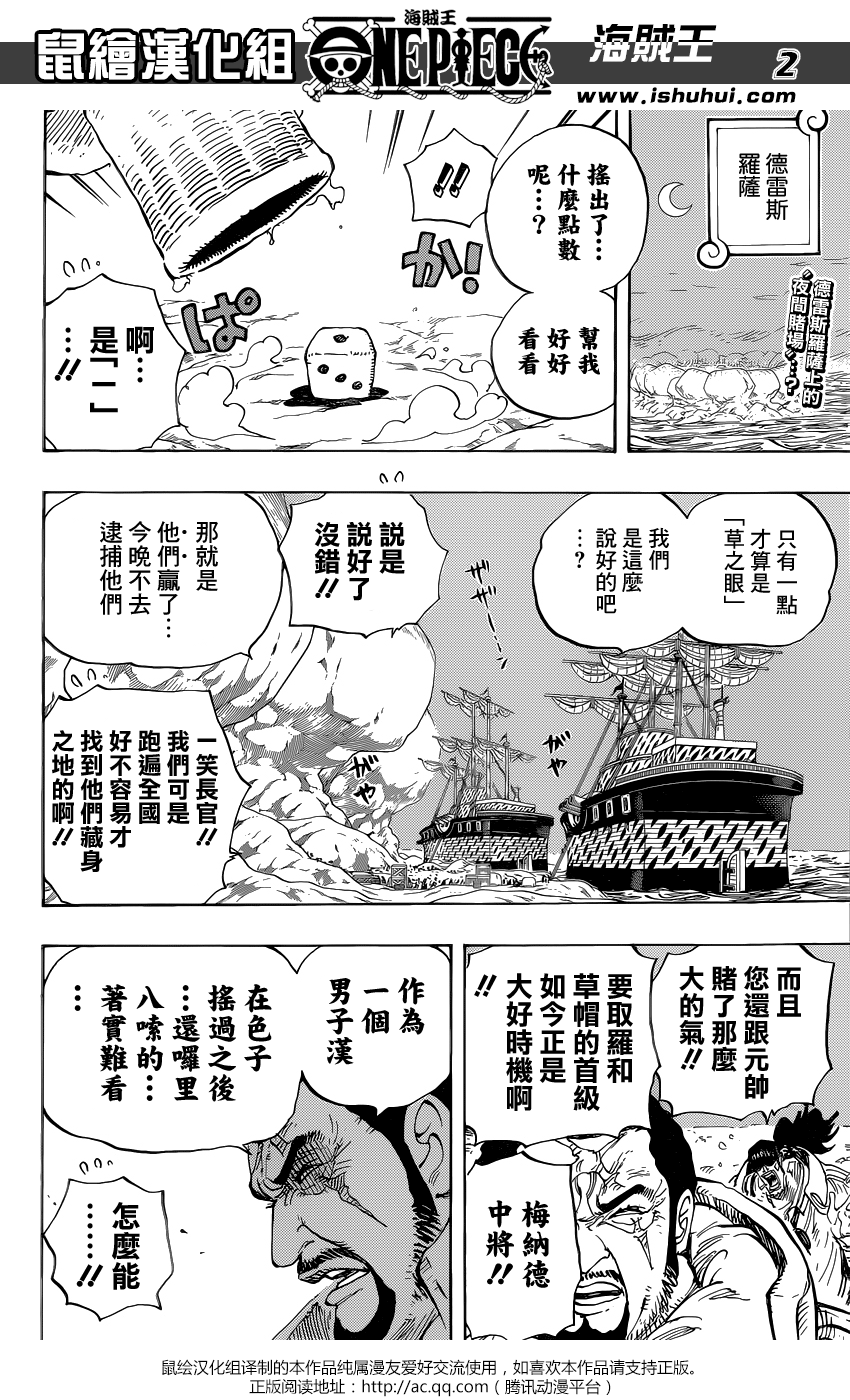 鼠繪漢化組
海賊王
ONE PIECE
海賊王
2
www.ishuhui.com
德雷斯
羅薩
德雷斯羅薩上的
夜間賭場…?
搖出了…
什麼點數
呢…?
幫我
好好
看看
!!
か!
ぱ
啊…
是「一」
…!!
只有一點
才算是
「草之眼」
我們
是這麼
說好的吧
…?
ザザ…
說是
說好了
沒錯!!
那就是
他們贏了…
今晚不去
逮捕他們
がや
がや
一笑長官!!
我們可是
跑遍全國
好不容易才
找到他們藏身
之地的啊!!
而且
您還跟元帥
賭了那麼
大的氣!!
要取羅和
草帽的首級
如今正是
大好時機啊
!!
梅納德
中將!!
作為
一個
男子漢
在色子
搖過之後
…還囉里
八嗦的…
著實難看
…
怎麼能
……!!
鼠绘汉化组译制的本作品纯属漫友爱好交流使用，如喜欢本作品请支持正版。
正版阅读地址：http://ac.qq.com（腾讯动漫平台）